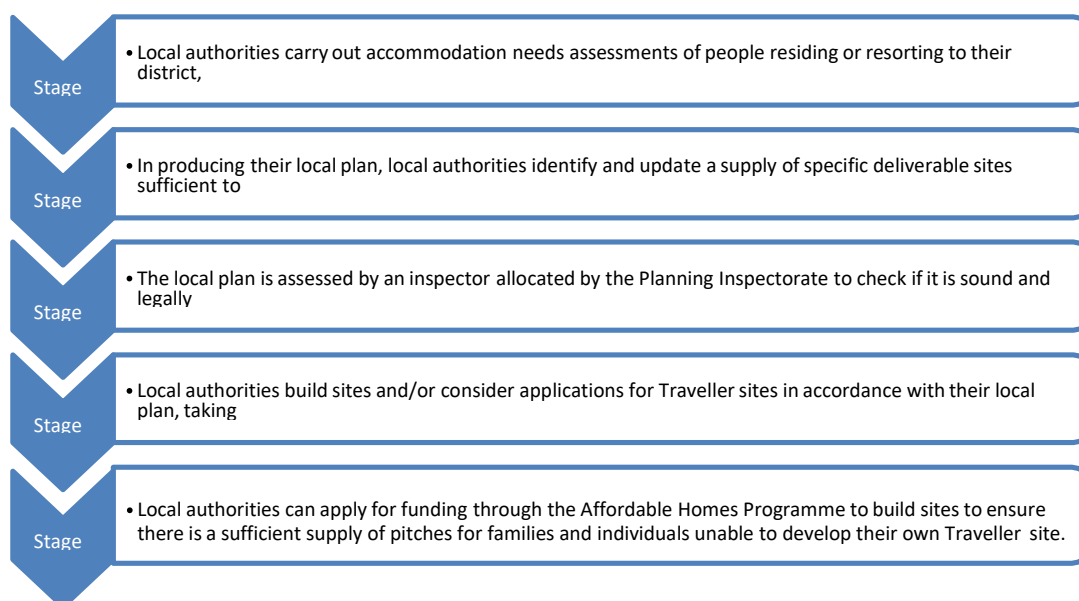 Stage
• Local authorities carry out accommodation needs assessments of people residing or resorting to their
district,
Stage
• In producing their local plan, local authorities identify and update a supply of specific deliverable sites
sufficient to
Stage
• The local plan is assessed by an inspector allocated by the Planning Inspectorate to check if it is sound and
legally
Stage
• Local authorities build sites and/or consider applications for Traveller sites in accordance with their local
plan, taking
Stage
• Local authorities can apply for funding through the Affordable Homes Programme to build sites to ensure
there is a sufficient supply of pitches for families and individuals unable to develop their own Traveller site.